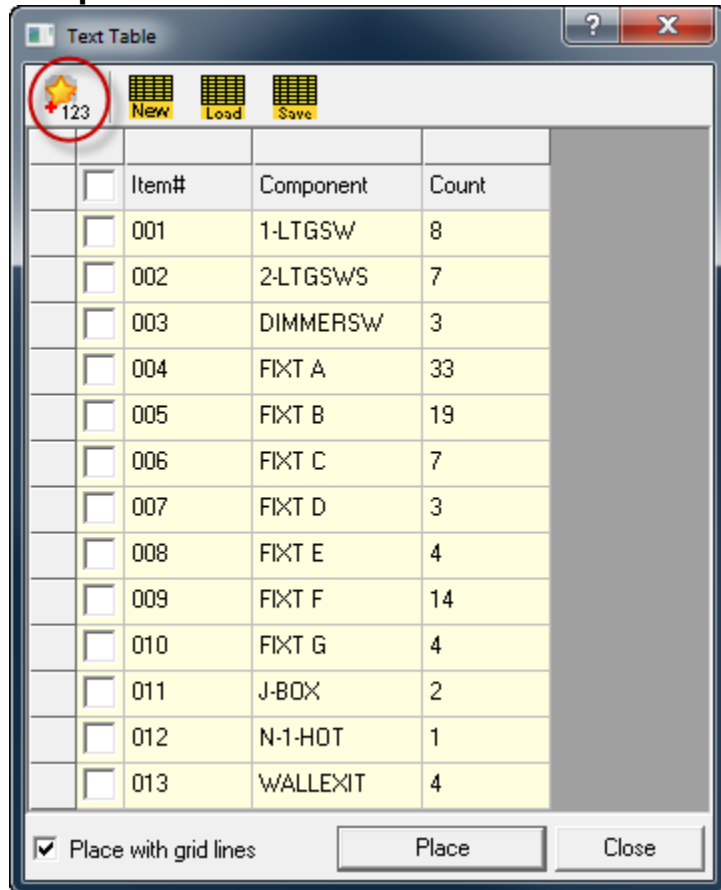 Text Table ? X
123 New Load Save
Item# Component Count
001 1-LTGSW 8
002 2-LTGSWS 7
003 DIMMERSW 3
004 FIXT A 33
005 FIXT B 19
006 FIXT C 7
007 FIXT D 3
008 FIXT E 4
009 FIXT F 14
010 FIXT G 4
011 J-BOX 2
012 N-1-HOT 1
013 WALLEXIT 4
Place with grid lines Place Close